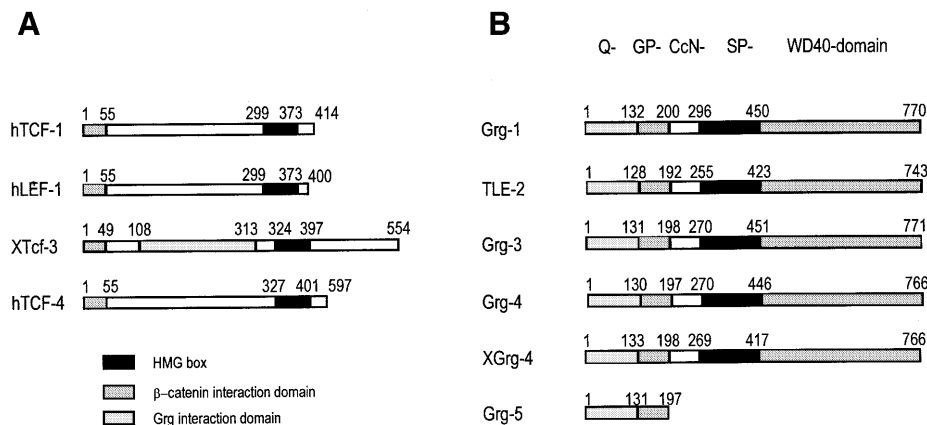 A
1 55 299 373 414
hTCF-1
1 55 299 373 400
hLEF-1
1 49 108 313 324 397 554
XTcf-3
1 55 327 401 597
hTCF-4
HMG box
β–catenin interaction domain
Grg interaction domain
B
Q- GP- CcN- SP- WD40-domain
1 132 200 296 450 770
Grg-1
1 128 192 255 423 743
TLE-2
1 131 198 270 451 771
Grg-3
1 130 197 270 446 766
Grg-4
1 133 198 269 417 766
XGrg-4
1 131 197
Grg-5